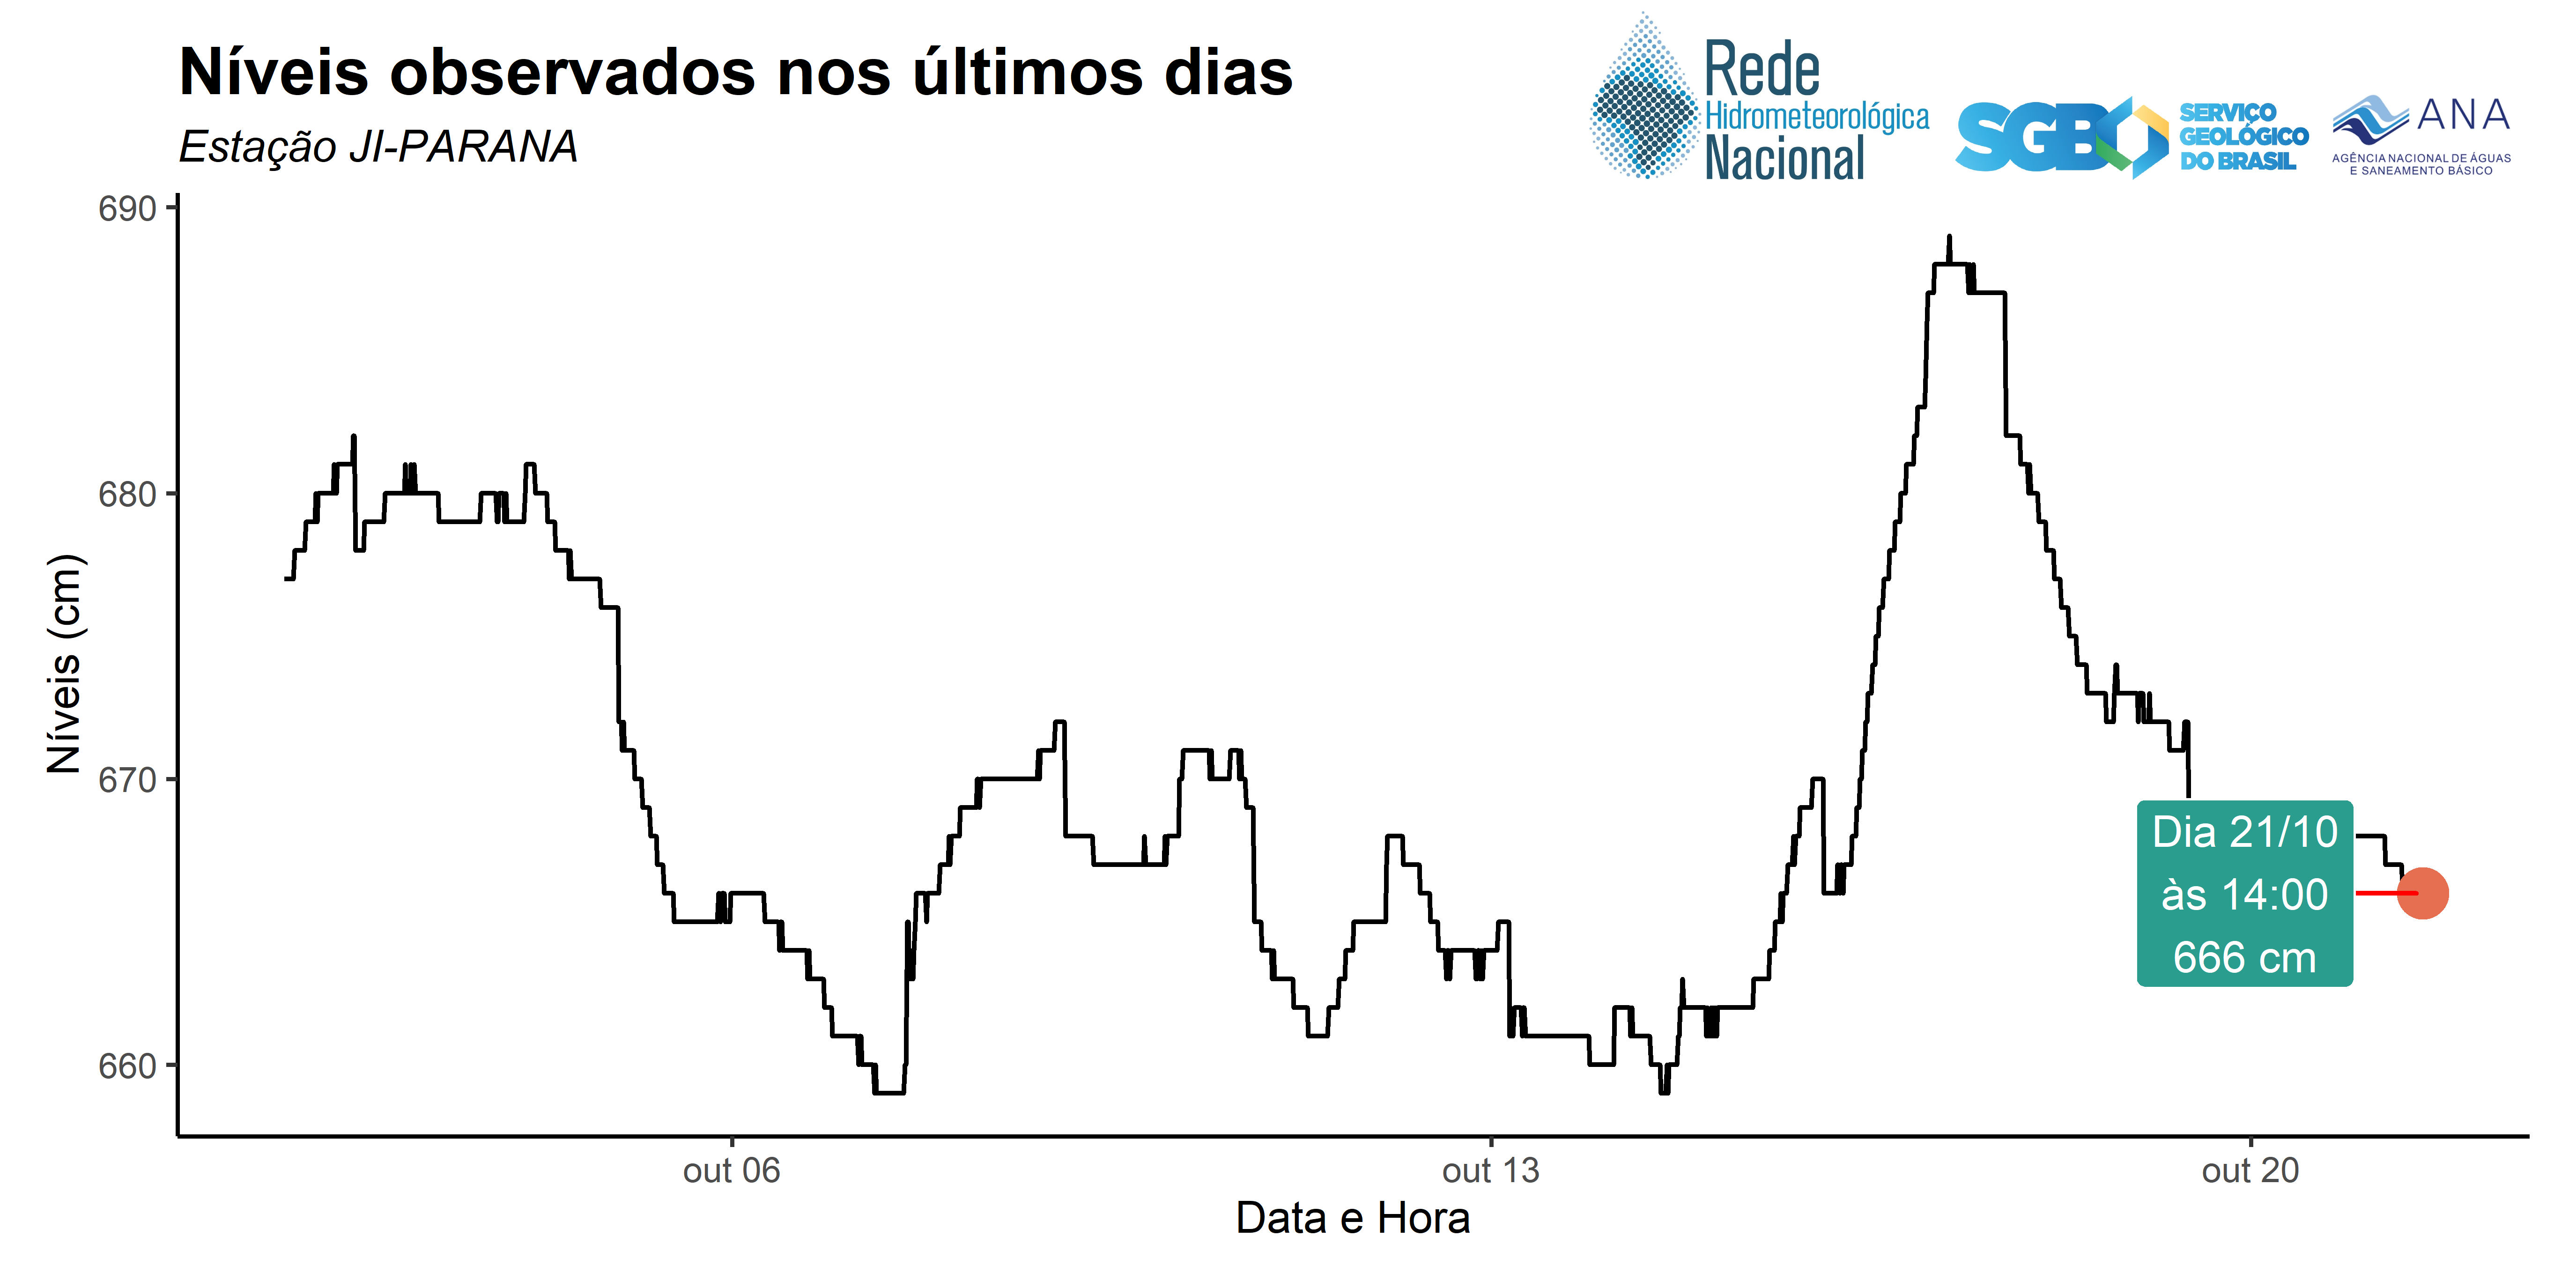 Níveis observados nos últimos dias
Estação JI-PARANA
Rede
Hidrometeorológica
Nacional
SGB
SERVIÇO
GEOLÓGICO
DO BRASIL
ANA
AGÊNCIA NACIONAL DE ÁGUAS
E SANEAMENTO BÁSICO
690
680
670
660
Níveis (cm)
Dia 21/10
às 14:00
666 cm
out 06
out 13
out 20
Data e Hora